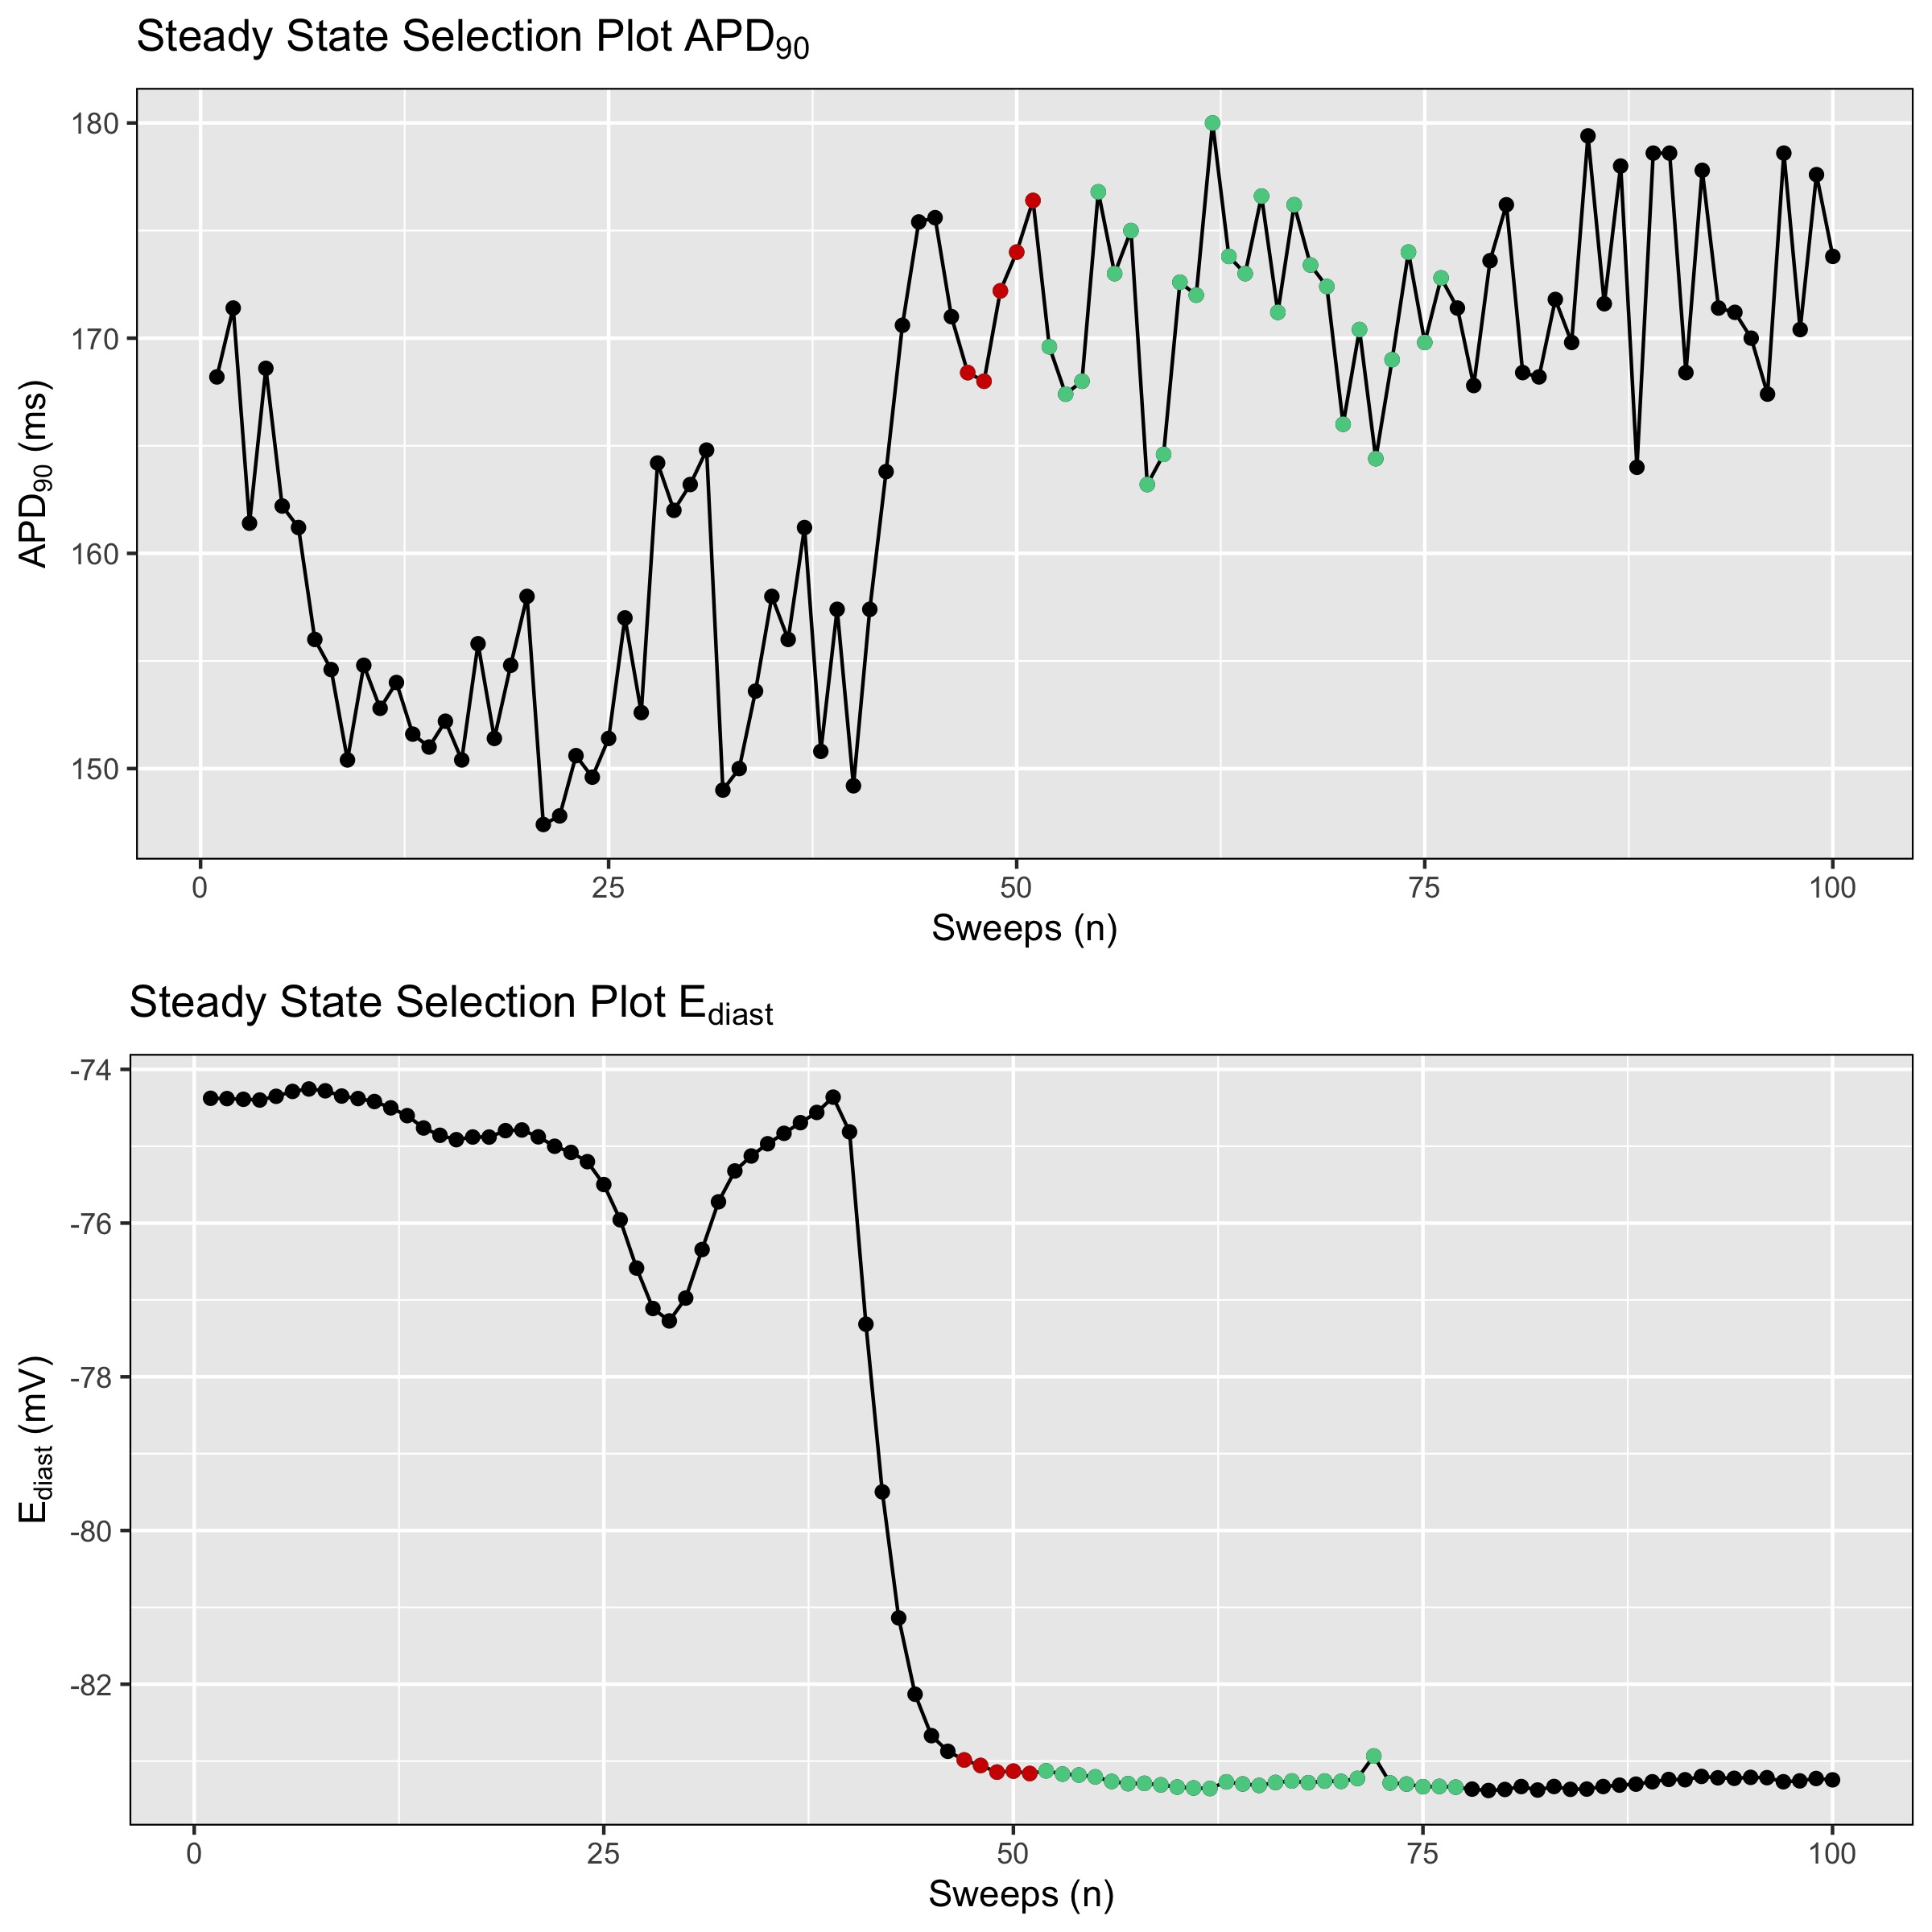 Steady State Selection Plot APD90
180
170
160
150
APD90 (ms)
0 25 50 75 100
Sweeps (n)
Steady State Selection Plot Ediast
-74
-76
-78
-80
-82
Ediast (mV)
0 25 50 75 100
Sweeps (n)